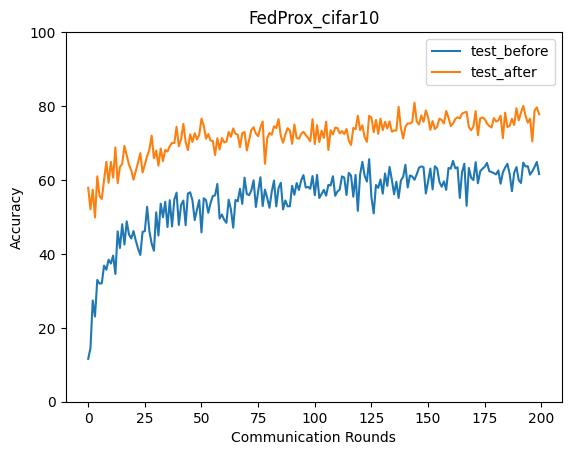 FedProx_cifar10
test_before
test_after
Accuracy
100
80
60
40
20
0
0 25 50 75 100 125 150 175 200
Communication Rounds